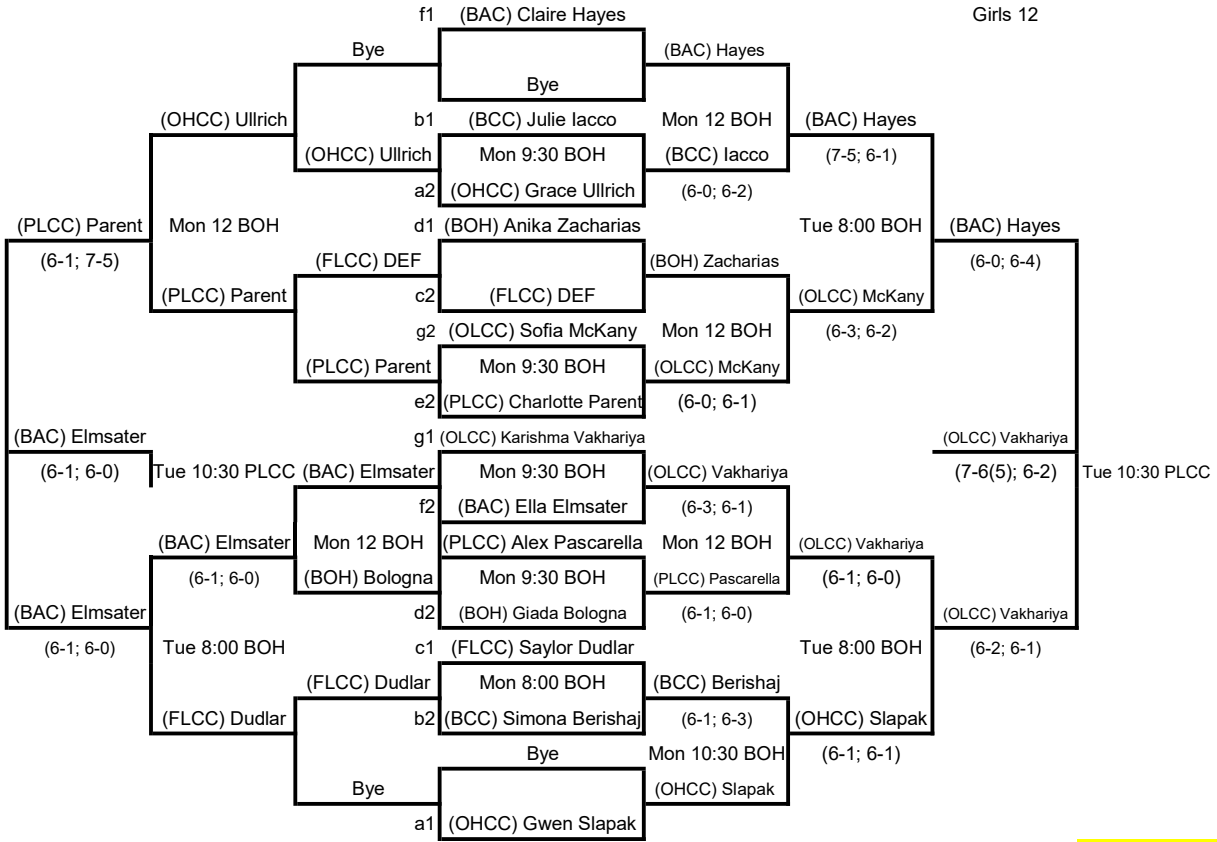 f1 (BAC) Claire Hayes Girls 12
Bye (BAC) Hayes
Bye
(OHCC) Ullrich b1 (BCC) Julie Iacco Mon 12 BOH (BAC) Hayes
(OHCC) Ullrich Mon 9:30 BOH (BCC) Iacco (7-5; 6-1)
a2 (OHCC) Grace Ullrich (6-0; 6-2)
(PLCC) Parent Mon 12 BOH d1 (BOH) Anika Zacharias Tue 8:00 BOH (BAC) Hayes
(6-1; 7-5) (FLCC) DEF (BOH) Zacharias (6-0; 6-4)
(PLCC) Parent c2 (FLCC) DEF (OLCC) McKany
g2 (OLCC) Sofia McKany Mon 12 BOH (6-3; 6-2)
(PLCC) Parent Mon 9:30 BOH (OLCC) McKany
e2 (PLCC) Charlotte Parent (6-0; 6-1)
(BAC) Elmsater g1 (OLCC) Karishma Vakhariya (OLCC) Vakhariya
(6-1; 6-0) Tue 10:30 PLCC (BAC) Elmsater Mon 9:30 BOH (OLCC) Vakhariya (7-6(5); 6-2) Tue 10:30 PLCC
f2 (BAC) Ella Elmsater (6-3; 6-1)
(BAC) Elmsater Mon 12 BOH (PLCC) Alex Pascarella Mon 12 BOH (OLCC) Vakhariya
(6-1; 6-0) (BOH) Bologna Mon 9:30 BOH (PLCC) Pascarella (6-1; 6-0)
(BAC) Elmsater d2 (BOH) Giada Bologna (6-1; 6-0) (OLCC) Vakhariya
(6-1; 6-0) Tue 8:00 BOH c1 (FLCC) Saylor Dudlar Tue 8:00 BOH (6-2; 6-1)
(FLCC) Dudlar Mon 8:00 BOH (BCC) Berishaj
(FLCC) Dudlar b2 (BCC) Simona Berishaj (6-1; 6-3) (OHCC) Slapak
Bye Mon 10:30 BOH (6-1; 6-1)
Bye (OHCC) Slapak
a1 (OHCC) Gwen Slapak